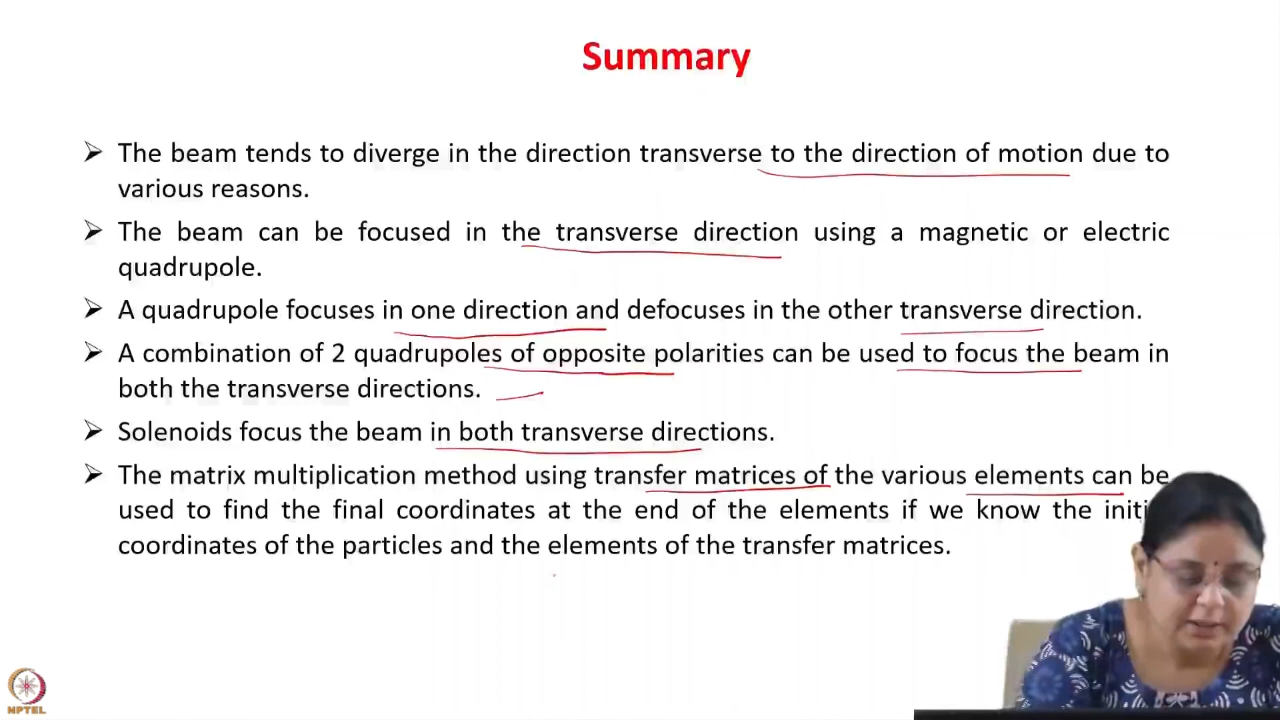 Summary
➢ The beam tends to diverge in the direction transverse to the direction of motion due to
various reasons.
➢ The beam can be focused in the transverse direction using a magnetic or electric
quadrupole.
➢ A quadrupole focuses in one direction and defocuses in the other transverse direction.
➢ A combination of 2 quadrupoles of opposite polarities can be used to focus the beam in
both the transverse directions.
➢ Solenoids focus the beam in both transverse directions.
➢ The matrix multiplication method using transfer matrices of the various elements can be
used to find the final coordinates at the end of the elements if we know the
coordinates of the particles and the elements of the transfer matrices.
NPTEL